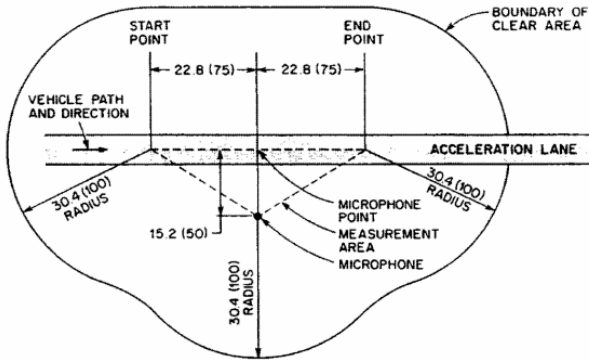 BOUNDARY OF
CLEAR AREA
START
POINT
END
POINT
22.8 (75)
22.8 (75)
VEHICLE PATH
AND DIRECTION
ACCELERATION LANE
30.4 (100)
RADIUS
30.4 (100)
RADIUS
MICROPHONE
POINT
15.2 (50)
MEASUREMENT
AREA
MICROPHONE
30.4 (100)
RADIUS